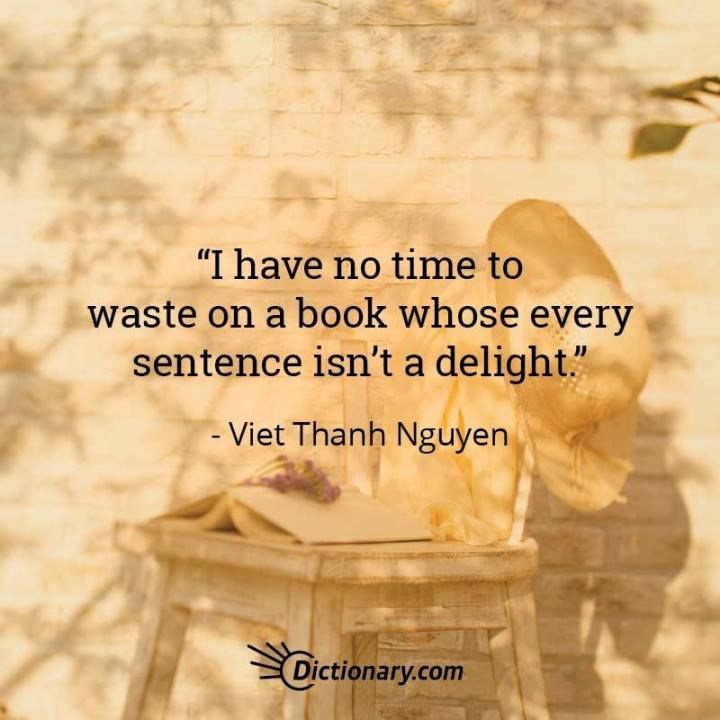 “I have no time to
waste on a book whose every
sentence isn’t a delight.”
- Viet Thanh Nguyen
Dictionary.com